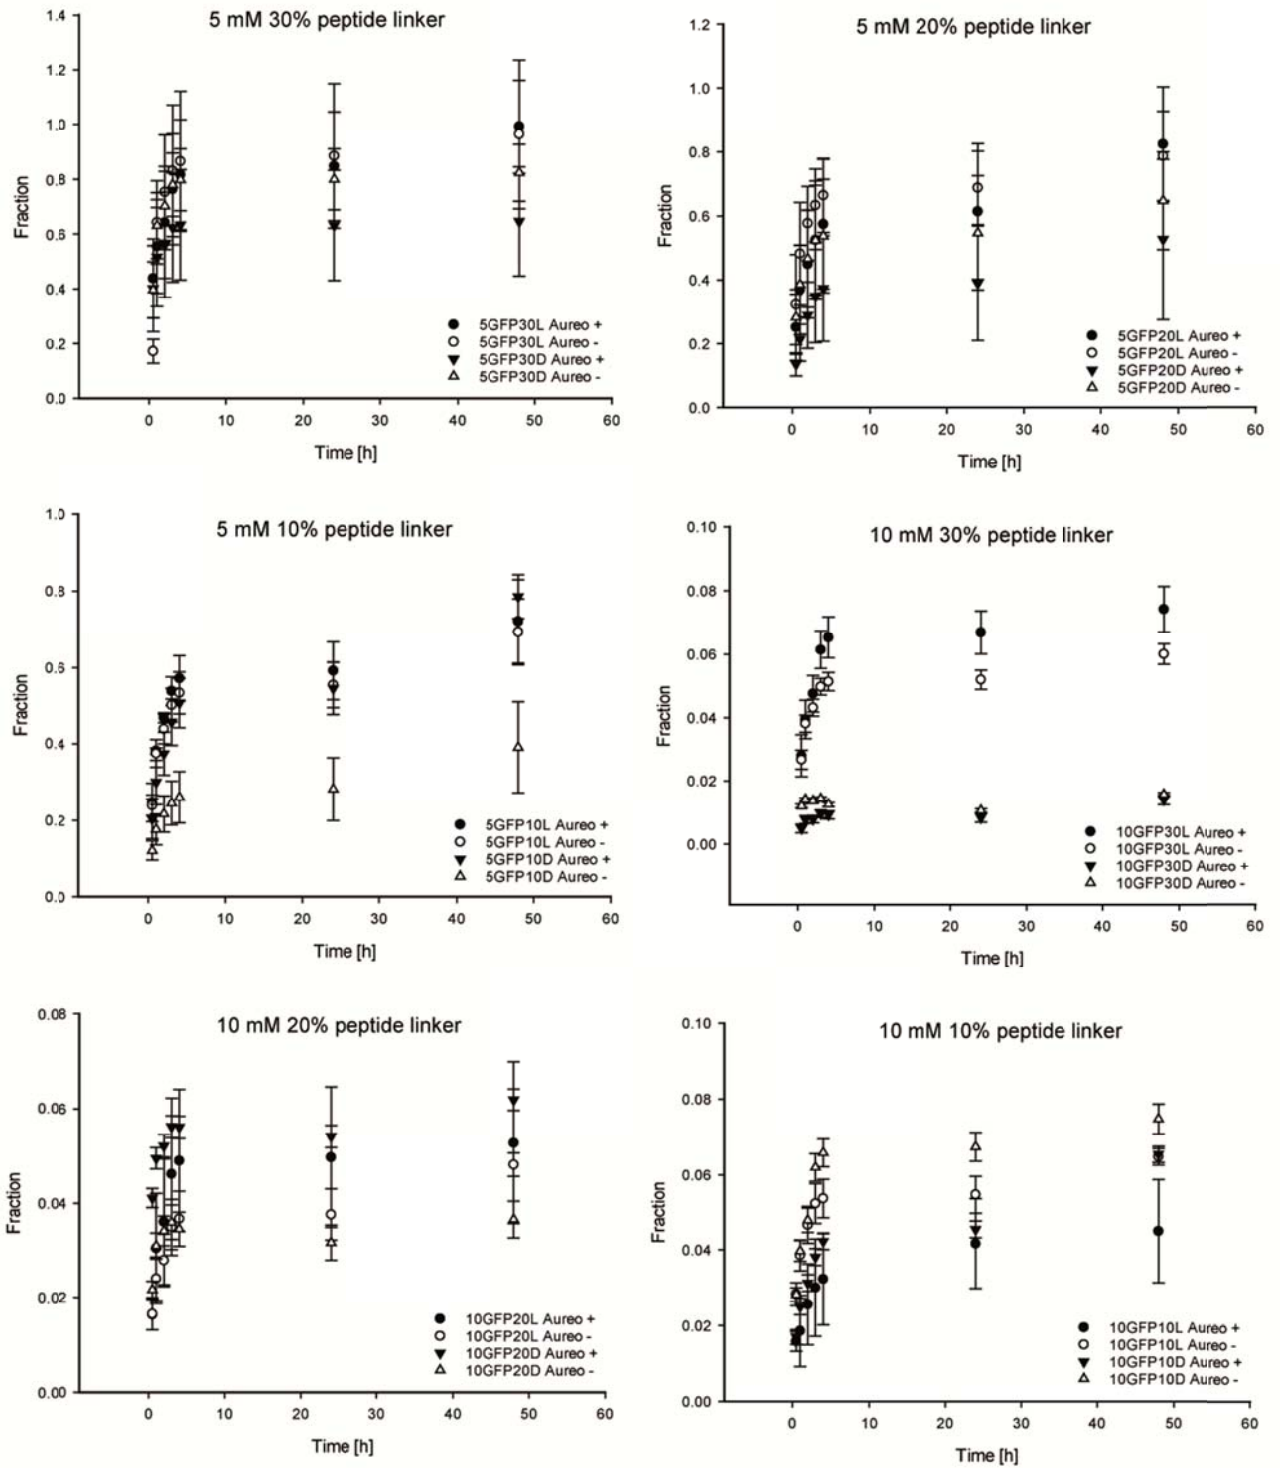 5 mM 30% peptide linker
1.4
1.2
1.0
0.8
0.6
0.4
0.2
0.0
Fraction
5GFP30L Aureo +
5GFP30L Aureo -
5GFP30D Aureo +
5GFP30D Aureo -
0 10 20 30 40 50 60
Time [h]
5 mM 20% peptide linker
1.2
1.0
0.8
0.6
0.4
0.2
0.0
Fraction
5GFP20L Aureo +
5GFP20L Aureo -
5GFP20D Aureo +
5GFP20D Aureo -
0 10 20 30 40 50 60
Time [h]
5 mM 10% peptide linker
1.0
0.8
0.6
0.4
0.2
0.0
Fraction
5GFP10L Aureo +
5GFP10L Aureo -
5GFP10D Aureo +
5GFP10D Aureo -
0 10 20 30 40 50 60
Time [h]
10 mM 30% peptide linker
0.10
0.08
0.06
0.04
0.02
0.00
Fraction
10GFP30L Aureo +
10GFP30L Aureo -
10GFP30D Aureo +
10GFP30D Aureo -
0 10 20 30 40 50 60
Time [h]
10 mM 20% peptide linker
0.08
0.06
0.04
0.02
0.00
Fraction
10GFP20L Aureo +
10GFP20L Aureo -
10GFP20D Aureo +
10GFP20D Aureo -
0 10 20 30 40 50 60
Time [h]
10 mM 10% peptide linker
0.10
0.08
0.06
0.04
0.02
0.00
Fraction
10GFP10L Aureo +
10GFP10L Aureo -
10GFP10D Aureo +
10GFP10D Aureo -
0 10 20 30 40 50 60
Time [h]